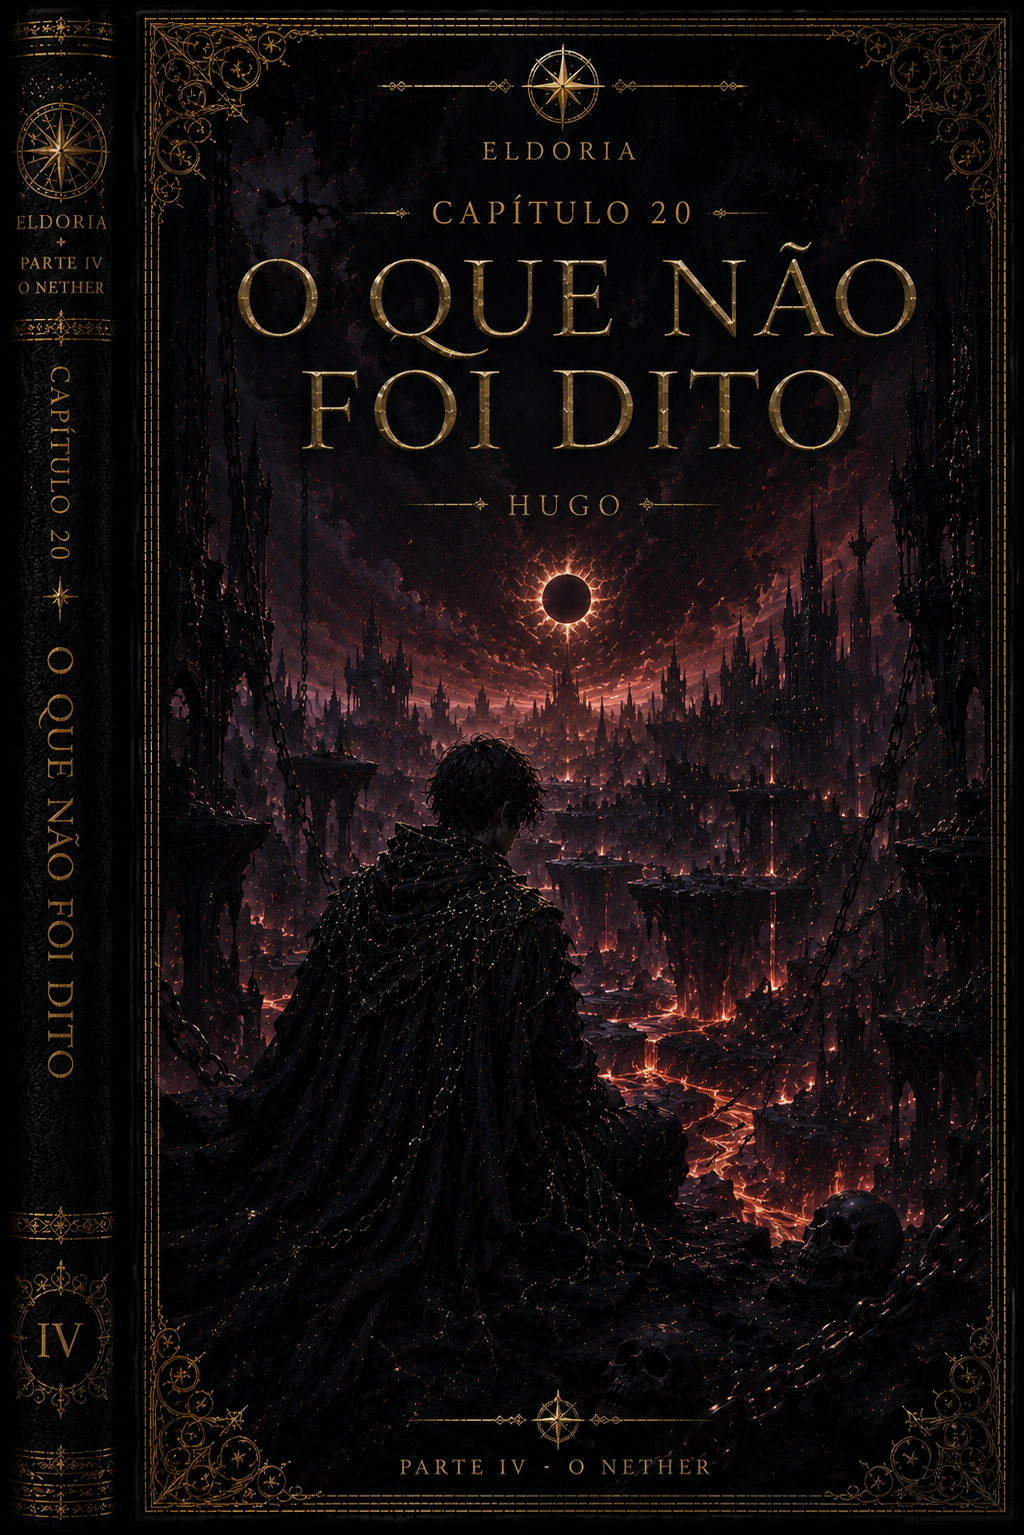 ELDORIA
PARTE IV
O NETHER
CAPÍTULO 20
O QUE NÃO FOI DITO
IV
ELDORIA
CAPÍTULO 20
O QUE NÃO
FOI DITO
HUGO
PARTE IV - O NETHER